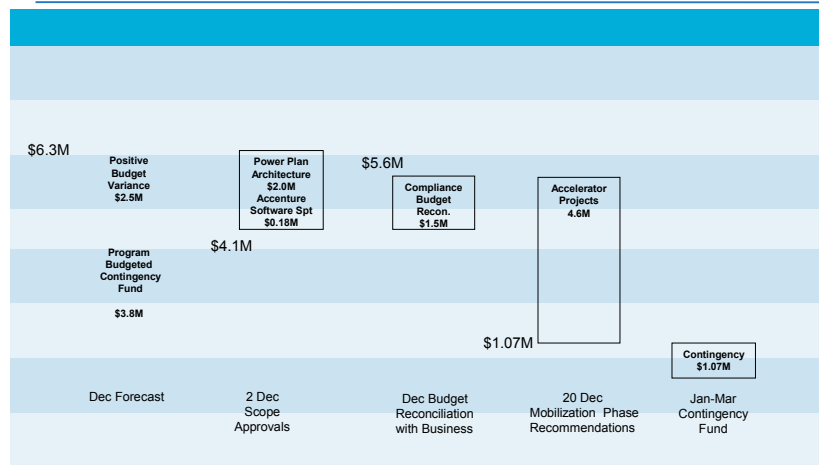 $6.3M
Positive
Budget
Variance
$2.5M
Program
Budgeted
Contingency
Fund
$3.8M
Dec Forecast
Power Plan
Architecture
$2.0M
Accenture
Software Spt
$0.18M
$4.1M
2 Dec
Scope
Approvals
$5.6M
Compliance
Budget
Recon.
$1.5M
Dec Budget
Reconciliation
with Business
Accelerator
Projects
4.6M
$1.07M
20 Dec
Mobilization Phase
Recommendations
Contingency
$1.07M
Jan-Mar
Contingency
Fund